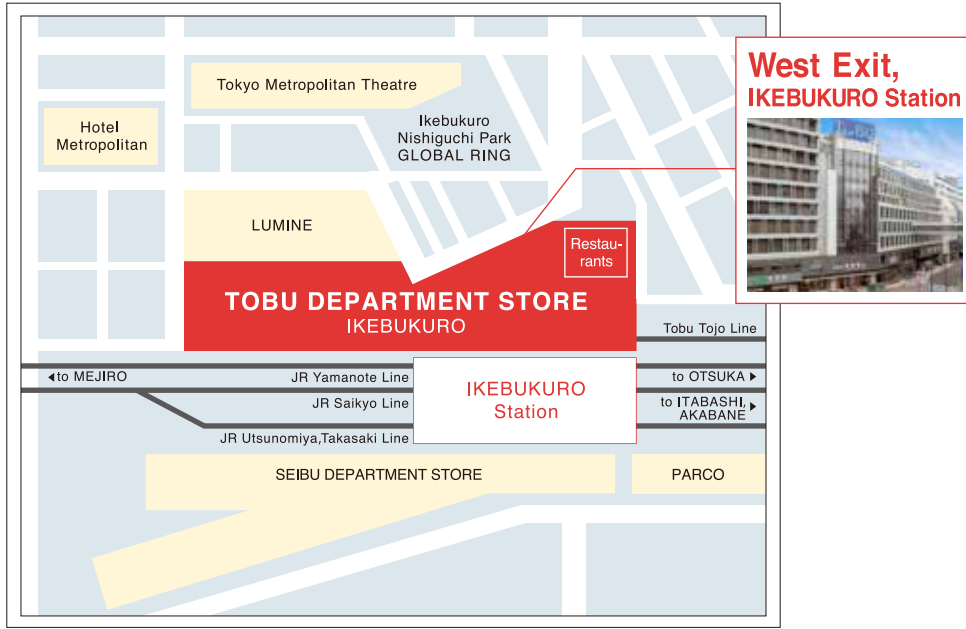 West Exit,
IKEBUKURO Station
Tokyo Metropolitan Theatre
Hotel
Metropolitan
Ikebukuro
Nishiguchi Park
GLOBAL RING
LUMINE
Restau-
rants
TOBU DEPARTMENT STORE
IKEBUKURO
Tobu Tojo Line
◀to MEJIRO
JR Yamanote Line
IKEBUKURO
Station
to OTSUKA▶
JR Saikyo Line
to ITABASHI,
AKABANE▶
JR Utsunomiya,Takasaki Line
SEIBU DEPARTMENT STORE
PARCO